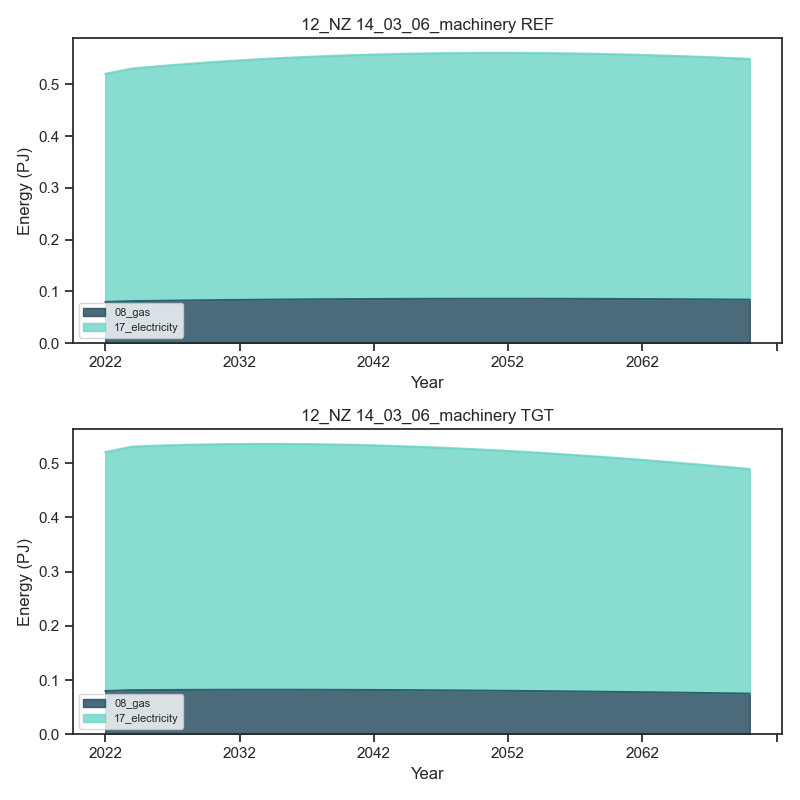 12_NZ 14_03_06_machinery REF
Energy (PJ)
0.5
0.4
0.3
0.2
0.1
0.0
08_gas
17_electricity
2022 2032 2042 2052 2062
Year
12_NZ 14_03_06_machinery TGT
Energy (PJ)
0.5
0.4
0.3
0.2
0.1
0.0
08_gas
17_electricity
2022 2032 2042 2052 2062
Year